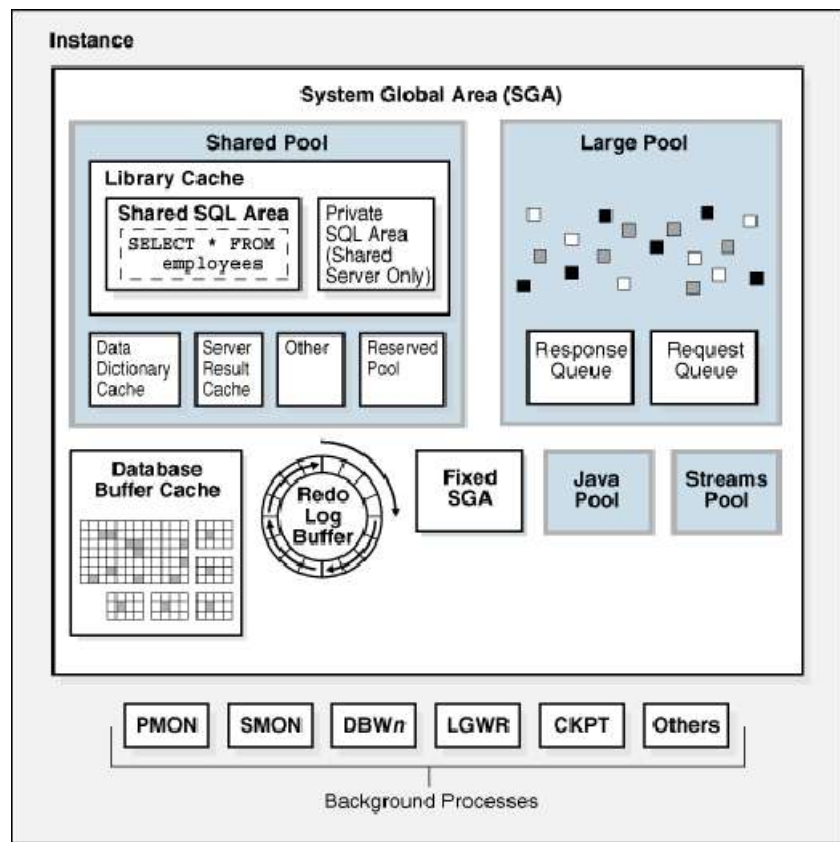 Instance
System Global Area (SGA)
Shared Pool
Library Cache
Shared SQL Area
SELECT * FROM
employees
Private
SQL Area
(Shared
Server Only)
Data
Dictionary
Cache
Server
Result
Cache
Other
Reserved
Pool
Large Pool
Response
Queue
Request
Queue
Database
Buffer Cache
Redo
Log
Buffer
Fixed
SGA
Java
Pool
Streams
Pool
PMON
SMON
DBWn
LGWR
CKPT
Others
Background Processes